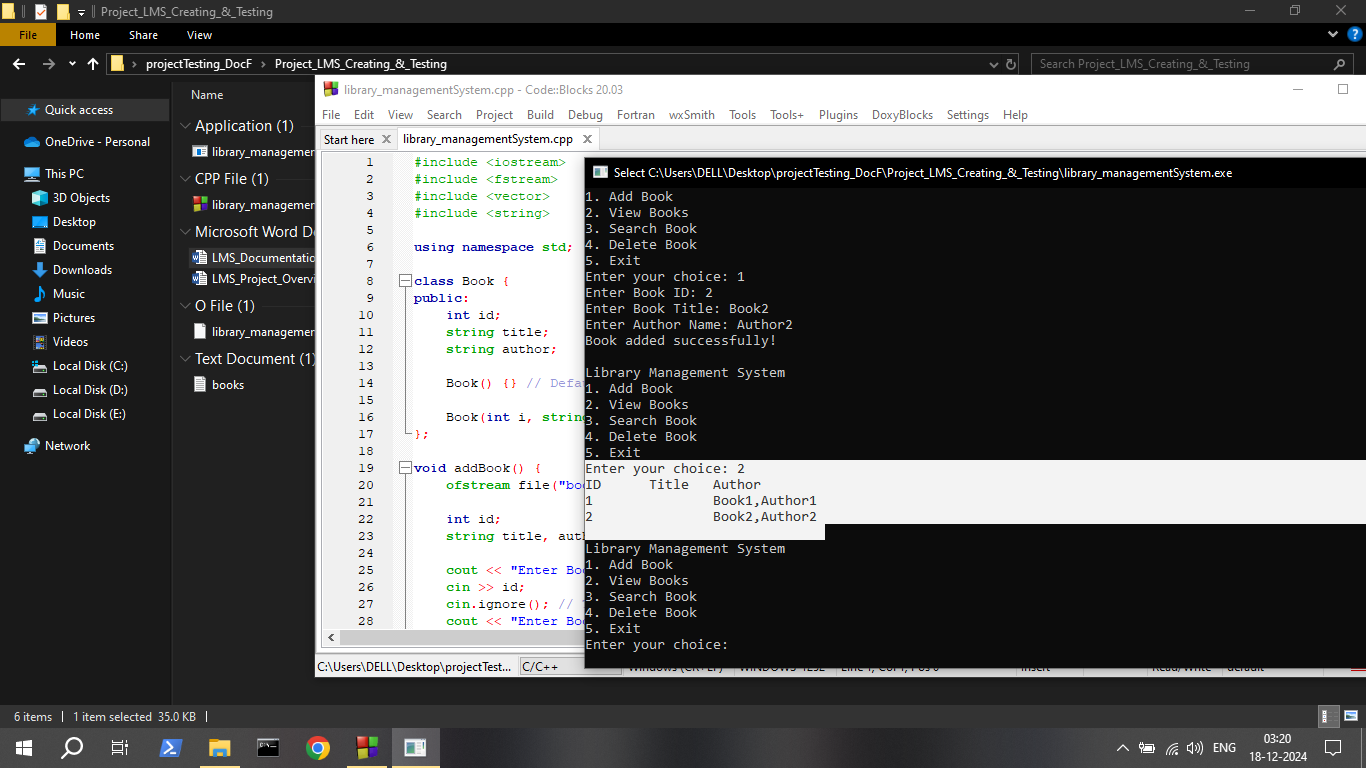 Project_LMS_Creating_&_Testing
File Home Share View
projectTesting_DocF > Project_LMS_Creating_&_Testing
Search Project_LMS_Creating_&_Testing
Quick access
OneDrive - Personal
This PC
3D Objects
Desktop
Documents
Downloads
Music
Pictures
Videos
Local Disk (C:)
Local Disk (D:)
Local Disk (E:)
Network
Name
Application (1)
library_managemen
CPP File (1)
library_managemen
Microsoft Word Do
LMS_Documentatio
LMS_Project_Overvi
O File (1)
library_managemen
Text Document (1)
books
library_managementSystem.cpp - Code::Blocks 20.03
File Edit View Search Project Build Debug Fortran wxSmith Tools Tools+ Plugins DoxyBlocks Settings Help
Start here library_managementSystem.cpp
1 #include <iostream>
2 #include <fstream>
3 #include <vector>
4 #include <string>
5
6 using namespace std;
7
8 class Book {
9 public:
10 int id;
11 string title;
12 string author;
13
14 Book() {} // Defa
15
16 Book(int i, string
17 };
18
19 void addBook() {
20 ofstream file("boo
21
22 int id;
23 string title, auth
24
25 cout << "Enter Boo
26 cin >> id;
27 cin.ignore(); //
28 cout << "Enter Boo
C:\Users\DELL\Desktop\projectTest... C/C++ Windows (CR+LF) WINDOWS-1252 Line 1, Col 1, Pos 0 Insert Read/Write default
Select C:\Users\DELL\Desktop\projectTesting_DocF\Project_LMS_Creating_&_Testing\library_managementSystem.exe
1. Add Book
2. View Books
3. Search Book
4. Delete Book
5. Exit
Enter your choice: 1
Enter Book ID: 2
Enter Book Title: Book2
Enter Author Name: Author2
Book added successfully!
Library Management System
1. Add Book
2. View Books
3. Search Book
4. Delete Book
5. Exit
Enter your choice: 2
ID Title Author
1 Book1,Author1
2 Book2,Author2
Library Management System
1. Add Book
2. View Books
3. Search Book
4. Delete Book
5. Exit
Enter your choice:
6 items 1 item selected 35.0 KB
ENG
03:20
18-12-2024